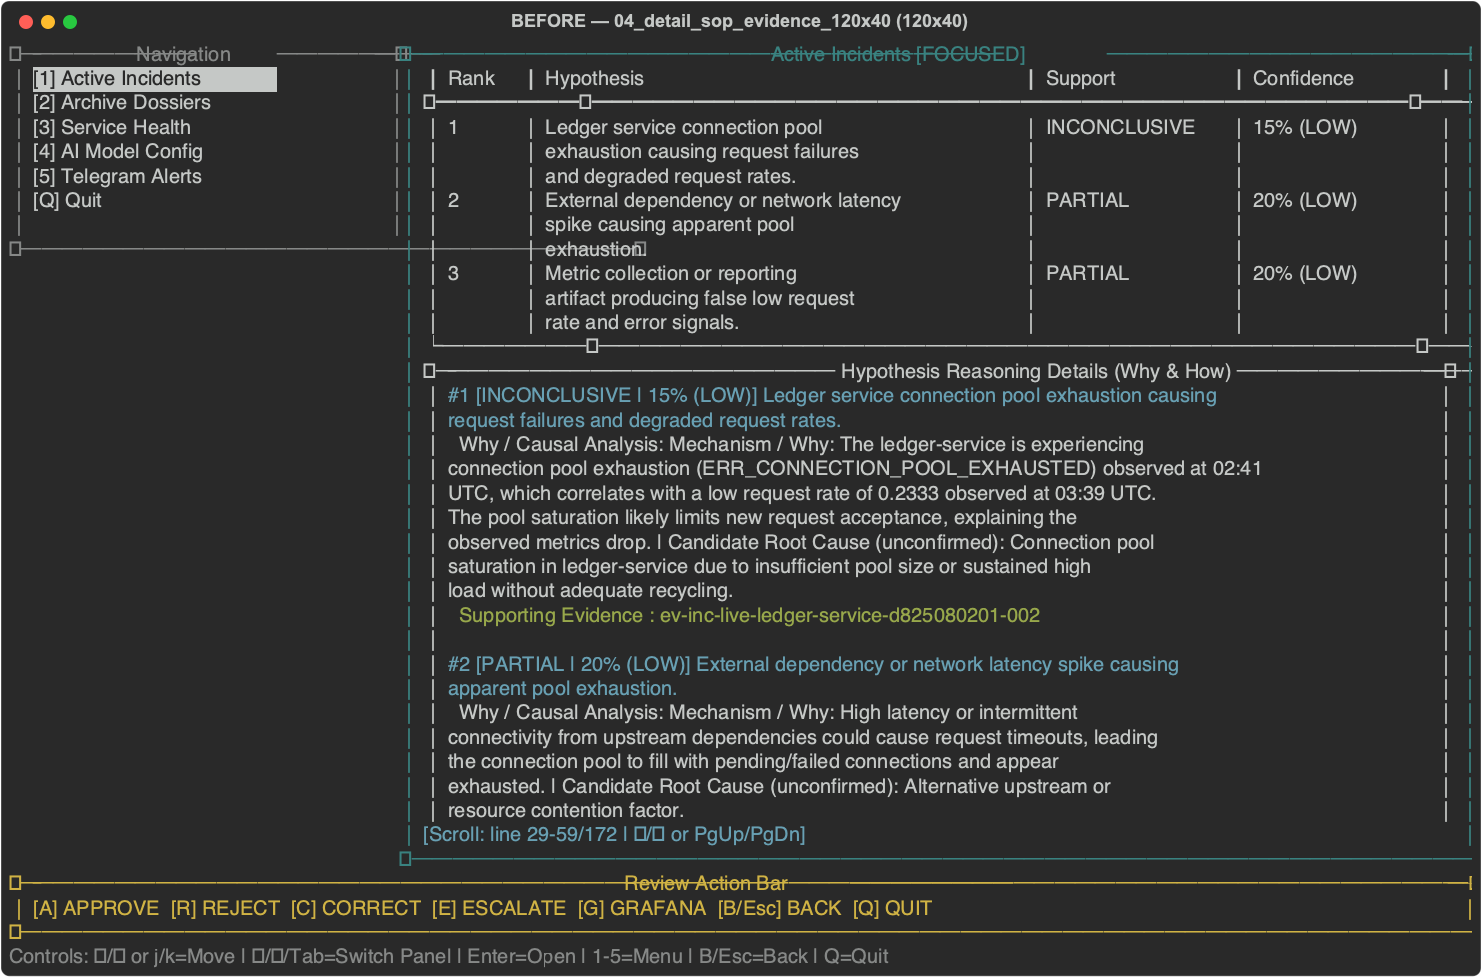 BEFORE — 04_detail_sop_evidence_120x40 (120x40)
Navigation
[1] Active Incidents
[2] Archive Dossiers
[3] Service Health
[4] AI Model Config
[5] Telegram Alerts
[Q] Quit
Active Incidents [FOCUSED]
Rank | Hypothesis | Support | Confidence
1 | Ledger service connection pool | INCONCLUSIVE | 15% (LOW)
exhaustion causing request failures
and degraded request rates.
2 | External dependency or network latency | PARTIAL | 20% (LOW)
spike causing apparent pool
exhaustion.
3 | Metric collection or reporting | PARTIAL | 20% (LOW)
artifact producing false low request
rate and error signals.
Hypothesis Reasoning Details (Why & How)
#1 [INCONCLUSIVE | 15% (LOW)] Ledger service connection pool exhaustion causing
request failures and degraded request rates.
Why / Causal Analysis: Mechanism / Why: The ledger-service is experiencing
connection pool exhaustion (ERR_CONNECTION_POOL_EXHAUSTED) observed at 02:41
UTC, which correlates with a low request rate of 0.2333 observed at 03:39 UTC.
The pool saturation likely limits new request acceptance, explaining the
observed metrics drop. | Candidate Root Cause (unconfirmed): Connection pool
saturation in ledger-service due to insufficient pool size or sustained high
load without adequate recycling.
Supporting Evidence : ev-inc-live-ledger-service-d825080201-002
#2 [PARTIAL | 20% (LOW)] External dependency or network latency spike causing
apparent pool exhaustion.
Why / Causal Analysis: Mechanism / Why: High latency or intermittent
connectivity from upstream dependencies could cause request timeouts, leading
the connection pool to fill with pending/failed connections and appear
exhausted. | Candidate Root Cause (unconfirmed): Alternative upstream or
resource contention factor.
[Scroll: line 29-59/172 | □/□ or PgUp/PgDn]
Review Action Bar
[A] APPROVE [R] REJECT [C] CORRECT [E] ESCALATE [G] GRAFANA [B/Esc] BACK [Q] QUIT
Controls: □/□ or j/k=Move | □/□/Tab=Switch Panel | Enter=Open | 1-5=Menu | B/Esc=Back | Q=Quit